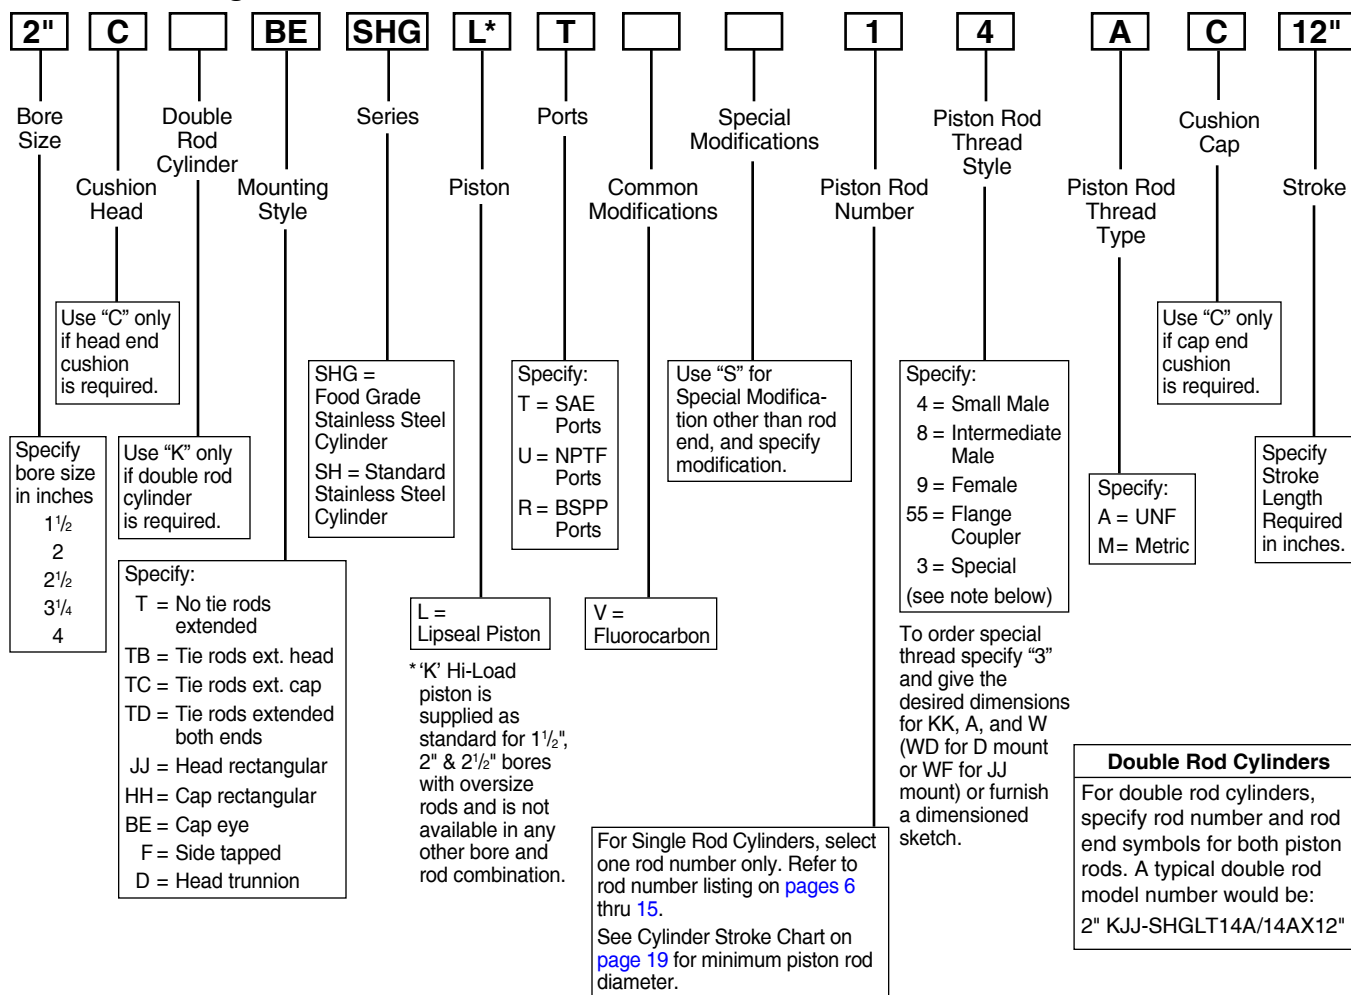 2" C BE SHG L* T 1 4 A C 12"
Bore
Size
Cushion
Head
Double
Rod
Cylinder
Mounting
Style
Series
Piston
Ports
Common
Modifications
Special
Modifications
Piston Rod
Number
Piston Rod
Thread
Style
Piston Rod
Thread
Type
Cushion
Cap
Stroke
Use “C” only
if head end
cushion
is required.
Specify
bore size
in inches
1½
2
2½
3¼
4
Use “K” only
if double rod
cylinder
is required.
Specify:
T = No tie rods
extended
TB = Tie rods ext. head
TC = Tie rods ext. cap
TD = Tie rods extended
both ends
JJ = Head rectangular
HH = Cap rectangular
BE = Cap eye
F = Side tapped
D = Head trunnion
SHG =
Food Grade
Stainless Steel
Cylinder
SH = Standard
Stainless Steel
Cylinder
L =
Lipseal Piston
* ‘K’ Hi-Load
piston is
supplied as
standard for 1½",
2" & 2½" bores
with oversize
rods and is not
available in any
other bore and
rod combination.
Specify:
T = SAE
Ports
U = NPTF
Ports
R = BSPP
Ports
V =
Fluorocarbon
Use “S” for
Special Modifica-
tion other than rod
end, and specify
modification.
For Single Rod Cylinders, select
one rod number only. Refer to
rod number listing on pages 6
thru 15.
See Cylinder Stroke Chart on
page 19 for minimum piston rod
diameter.
Specify:
4 = Small Male
8 = Intermediate
Male
9 = Female
55 = Flange
Coupler
3 = Special
(see note below)
To order special
thread specify “3”
and give the
desired dimensions
for KK, A, and W
(WD for D mount
or WF for JJ
mount) or furnish
a dimensioned
sketch.
Specify:
A = UNF
M= Metric
Use “C” only
if cap end
cushion
is required.
Specify
Stroke
Length
Required
in inches.
Double Rod Cylinders
For double rod cylinders,
specify rod number and rod
end symbols for both piston
rods. A typical double rod
model number would be:
2" KJJ-SHGLT14A/14AX12"